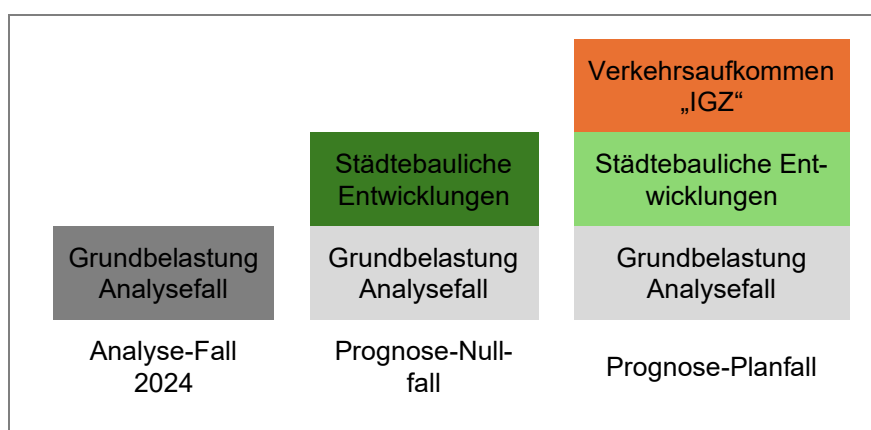 Verkehrsaufkommen
„IGZ“
Städtebauliche
Entwicklungen
Städtebauliche Ent-
wicklungen
Grundbelastung
Analysefall
Grundbelastung
Analysefall
Grundbelastung
Analysefall
Analyse-Fall
2024
Prognose-Null-
fall
Prognose-Planfall